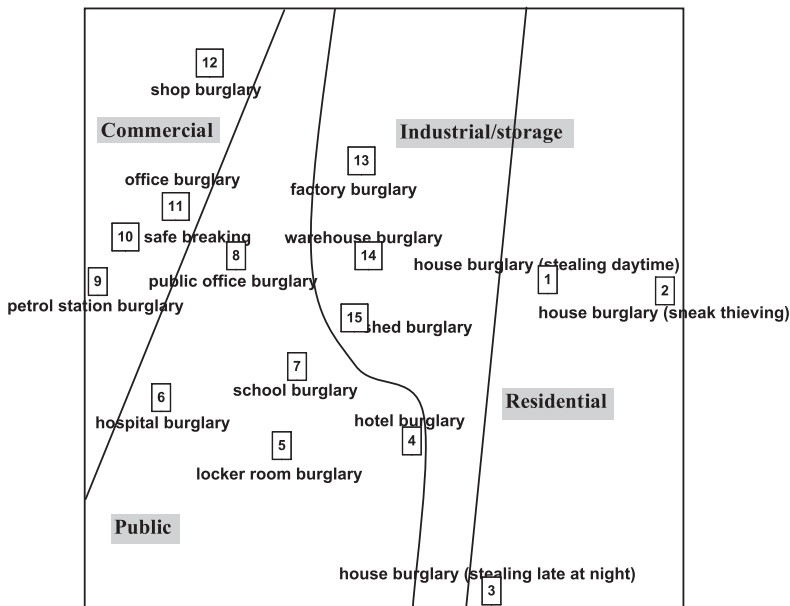 12
shop burglary
Commercial
Industrial/storage
13
factory burglary
office burglary
11
10
safe breaking
8
public office burglary
9
petrol station burglary
warehouse burglary
14
house burglary (stealing daytime)
1
2
house burglary (sneak thieving)
15
shed burglary
7
school burglary
6
hospital burglary
Residential
hotel burglary
4
5
locker room burglary
Public
house burglary (stealing late at night)
3